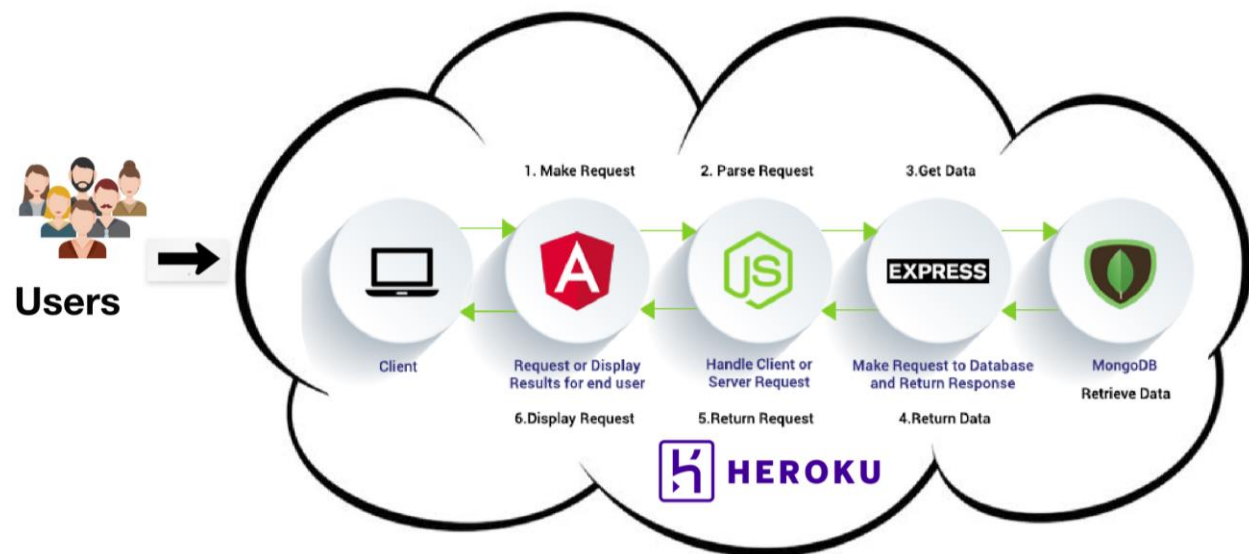 1. Make Request
2. Parse Request
3.Get Data
A
JS
EXPRESS
Users
Client
Request or Display
Results for end user
Handle Client or
Server Request
Make Request to Database
and Return Response
MongoDB
Retrieve Data
6.Display Request
5.Return Request
4.Return Data
HEROKU